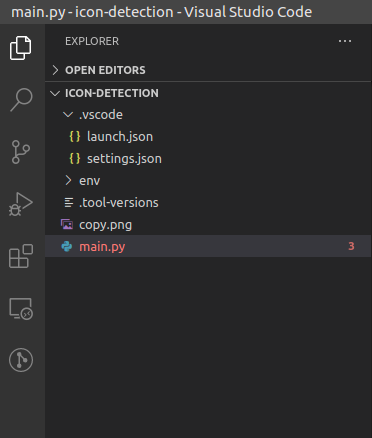 main.py - icon-detection - Visual Studio Code
EXPLORER
OPEN EDITORS
ICON-DETECTION
.vscode
{ } launch.json
{ } settings.json
env
.tool-versions
copy.png
main.py 3